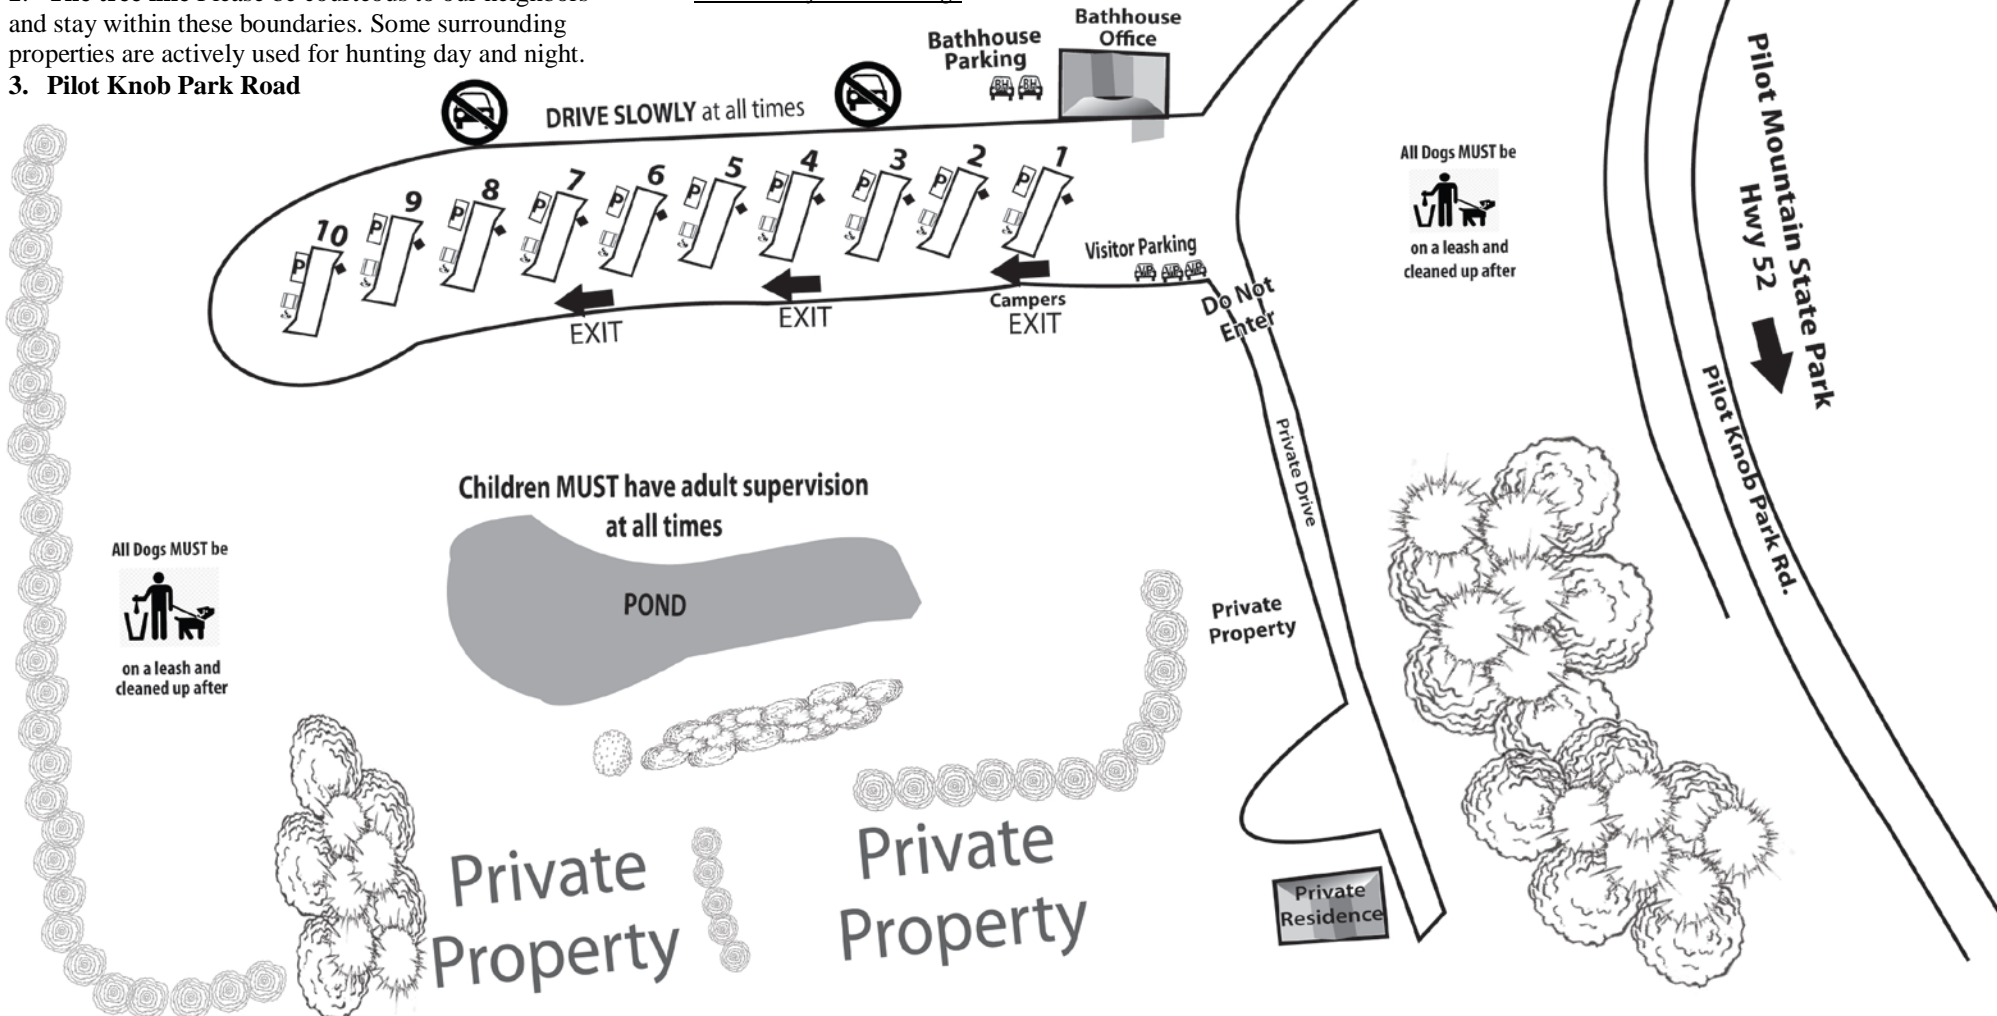 and stay within these boundaries. Some surrounding
properties are actively used for hunting day and night.
3. Pilot Knob Park Road
DRIVE SLOWLY at all times
Bathhouse
Parking
BH BH
Bathhouse
Office
10
9
8
7
6
5
4
3
2
1
P
P
P
P
P
P
P
P
P
P
Visitor Parking
VP VP VP
Campers
EXIT
EXIT
EXIT
Do Not
Enter
All Dogs MUST be
on a leash and
cleaned up after
Pilot Mountain State Park
Hwy 52
Pilot Knob Park Rd.
Private Drive
Children MUST have adult supervision
at all times
POND
All Dogs MUST be
on a leash and
cleaned up after
Private
Property
Private
Property
Private
Property
Private
Residence